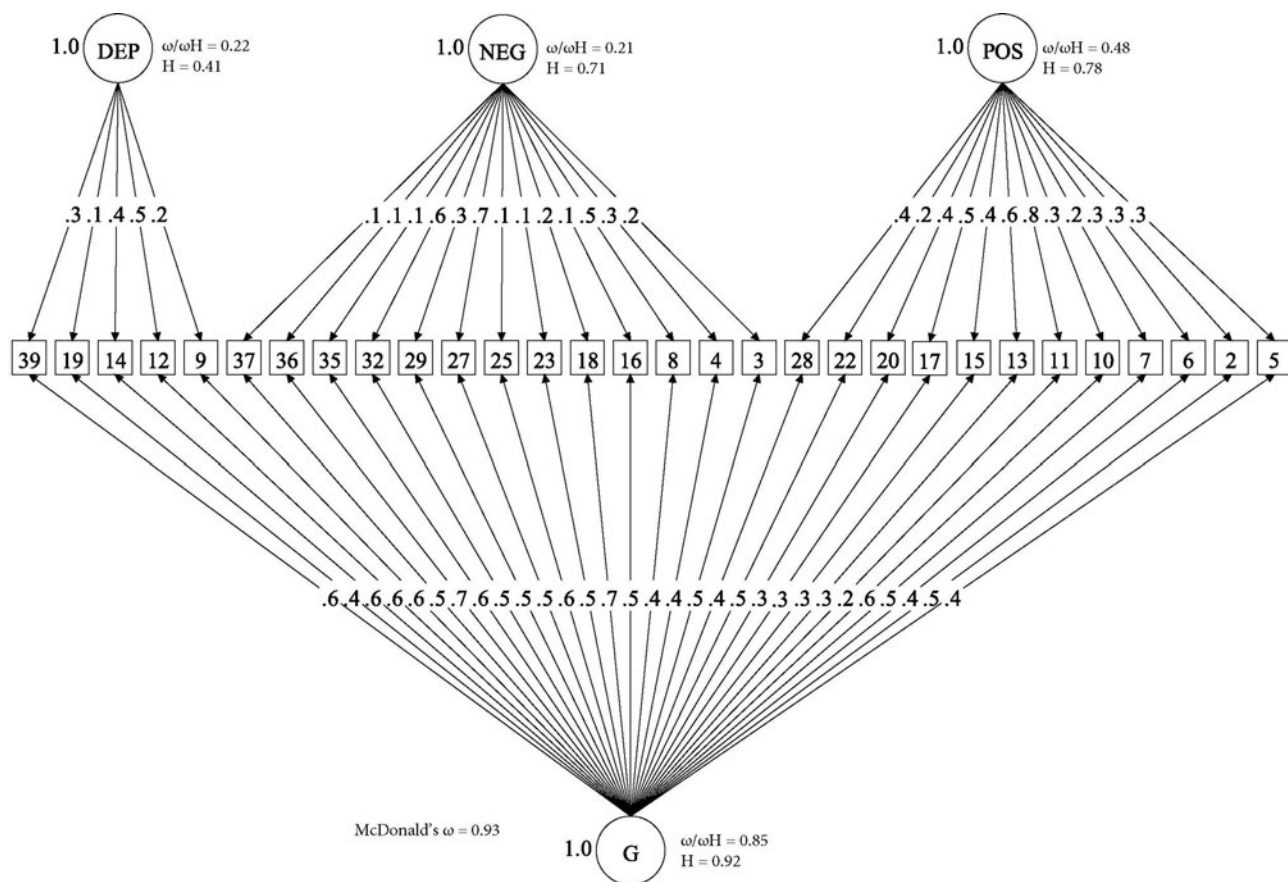 1.0 DEP ω/ωH = 0.22
H = 0.41
1.0 NEG ω/ωH = 0.21
H = 0.71
1.0 POS ω/ωH = 0.48
H = 0.78
.3 .1 .4 .5 .2 .1 .1 .1 .6 .3 .7 .1 .1 .2 .1 .5 .3 .2 .4 .2 .4 .5 .4 .6 .8 .3 .2 .3 .3 .3
39 19 14 12 9 37 36 35 32 29 27 25 23 18 16 8 4 3 28 22 20 17 15 13 11 10 7 6 2 5
.6 .4 .6 .6 .6 .5 .7 .6 .5 .5 .5 .6 .5 .7 .5 .4 .4 .5 .4 .5 .3 .3 .3 .3 .2 .6 .5 .4 .5 .4
McDonald's ω = 0.93
1.0 G ω/ωH = 0.85
H = 0.92